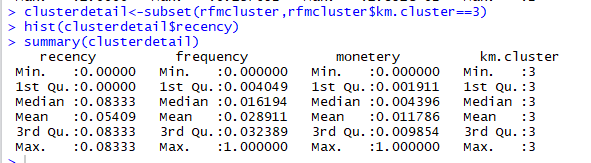 > clusterdetail<-subset(rfmcluster,rfmcluster$km.cluster==3)
> hist(clusterdetail$recency)
> summary(clusterdetail)
recency frequency monetery km.cluster
Min. :0.00000 Min. :0.000000 Min. :0.000000 Min. :3
1st Qu.:0.00000 1st Qu.:0.004049 1st Qu.:0.001911 1st Qu.:3
Median :0.08333 Median :0.016194 Median :0.004396 Median :3
Mean :0.05409 Mean :0.028911 Mean :0.011786 Mean :3
3rd Qu.:0.08333 3rd Qu.:0.032389 3rd Qu.:0.009854 3rd Qu.:3
Max. :0.08333 Max. :1.000000 Max. :1.000000 Max. :3
>